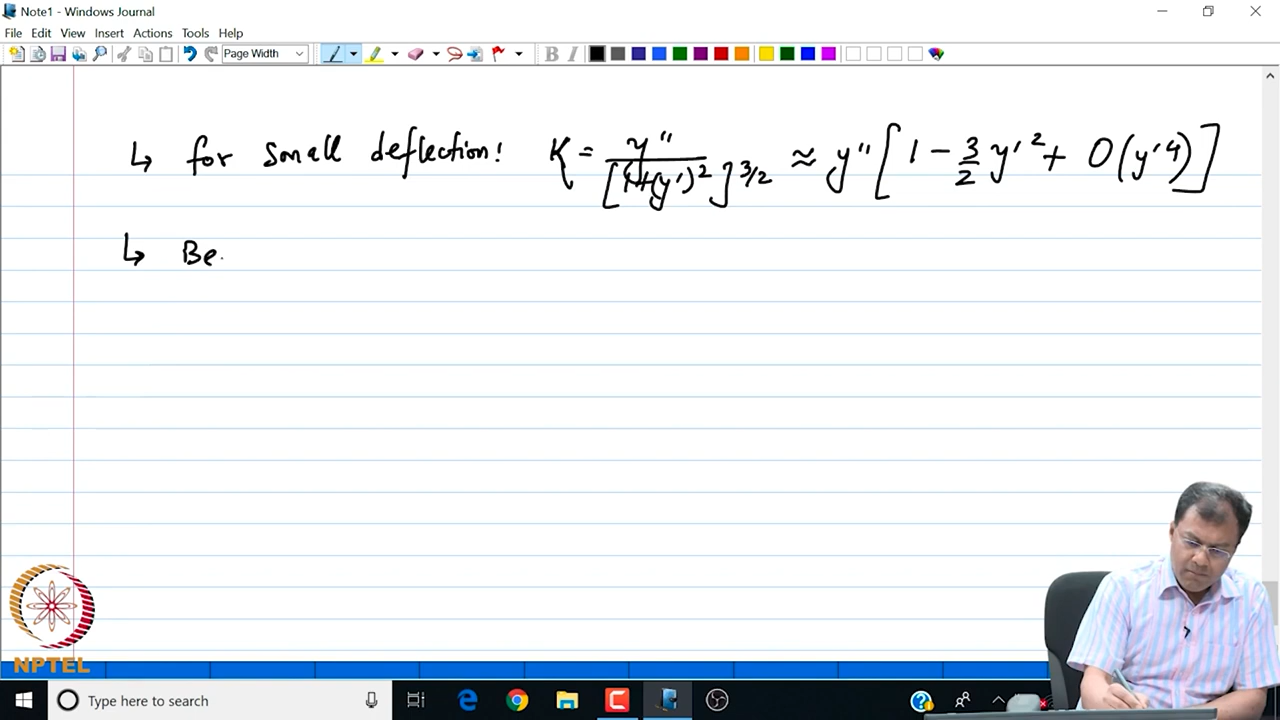 Note1 - Windows Journal
File Edit View Insert Actions Tools Help
Page Width
B I
↳ for small deflection! K = y'' / [1+(y')²]^3/2 ≈ y'' [1 - 3/2 y'² + O(y'⁴)]
↳ Be
NPTEL
Type here to search